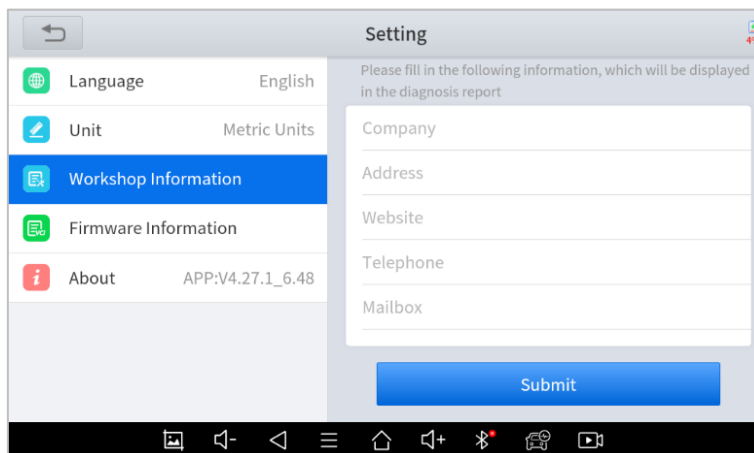 Setting
Language English
Unit Metric Units
Workshop Information
Firmware Information
About APP:V4.27.1_6.48
Please fill in the following information, which will be displayed
in the diagnosis report
Company
Address
Website
Telephone
Mailbox
Submit